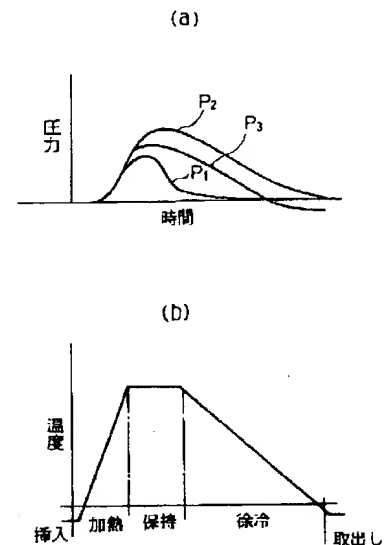 (a)
圧力
P2
P3
P1
時間
(b)
温度
挿入 加熱 保持 徐冷 取出し